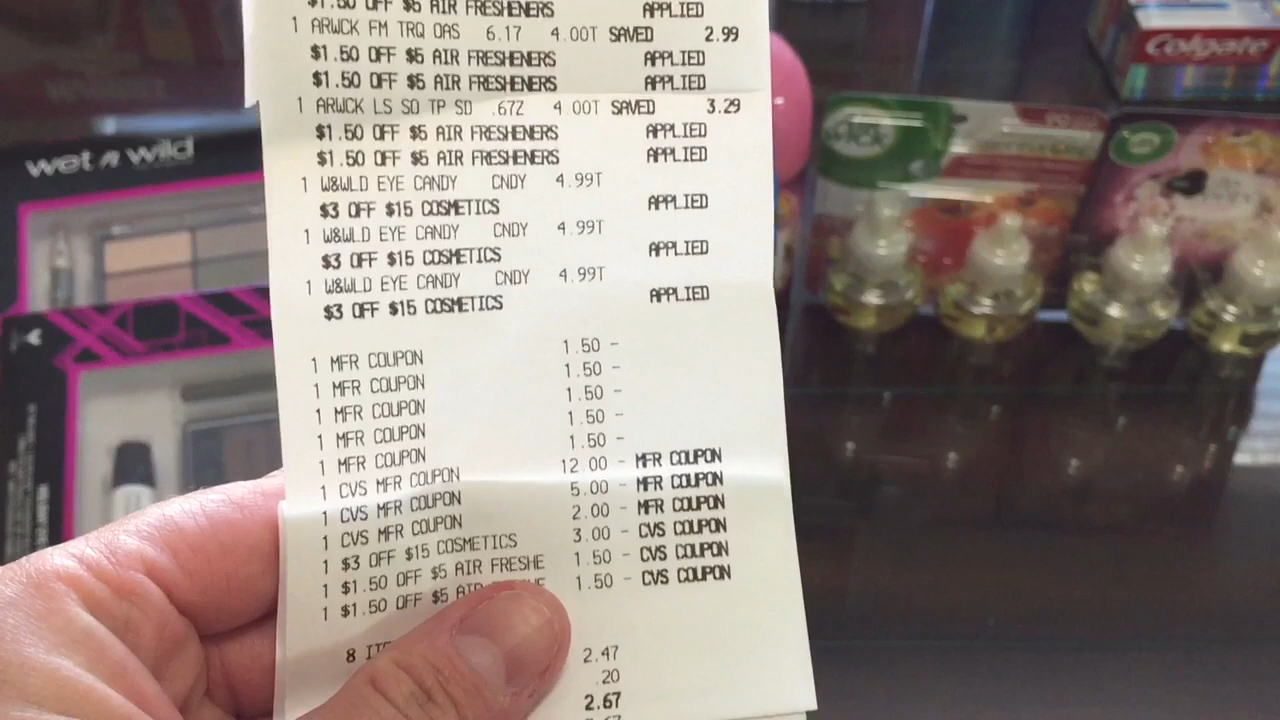 $1.50 OFF $5 AIR FRESHENERS APPLIED
1 ARWCK FM TRQ OAS 6.17 4.00T SAVED 2.99
$1.50 OFF $5 AIR FRESHENERS APPLIED
$1.50 OFF $5 AIR FRESHENERS APPLIED
1 ARWCK LS SO TP SD .67Z 4.00T SAVED 3.29
$1.50 OFF $5 AIR FRESHENERS APPLIED
$1.50 OFF $5 AIR FRESHENERS APPLIED
1 W&WLD EYE CANDY CNDY 4.99T
$3 OFF $15 COSMETICS APPLIED
1 W&WLD EYE CANDY CNDY 4.99T
$3 OFF $15 COSMETICS APPLIED
1 W&WLD EYE CANDY CNDY 4.99T
$3 OFF $15 COSMETICS APPLIED
1 MFR COUPON 1.50 -
1 MFR COUPON 1.50 -
1 MFR COUPON 1.50 -
1 MFR COUPON 1.50 -
1 MFR COUPON 1.50 -
1 CVS MFR COUPON 12.00 - MFR COUPON
1 CVS MFR COUPON 5.00 - MFR COUPON
1 CVS MFR COUPON 2.00 - MFR COUPON
1 $3 OFF $15 COSMETICS 3.00 - CVS COUPON
1 $1.50 OFF $5 AIR FRESHE 1.50 - CVS COUPON
1 $1.50 OFF $5 AIR 1.50 - CVS COUPON
8 2.47
.20
2.67
wet n wild
Colgate